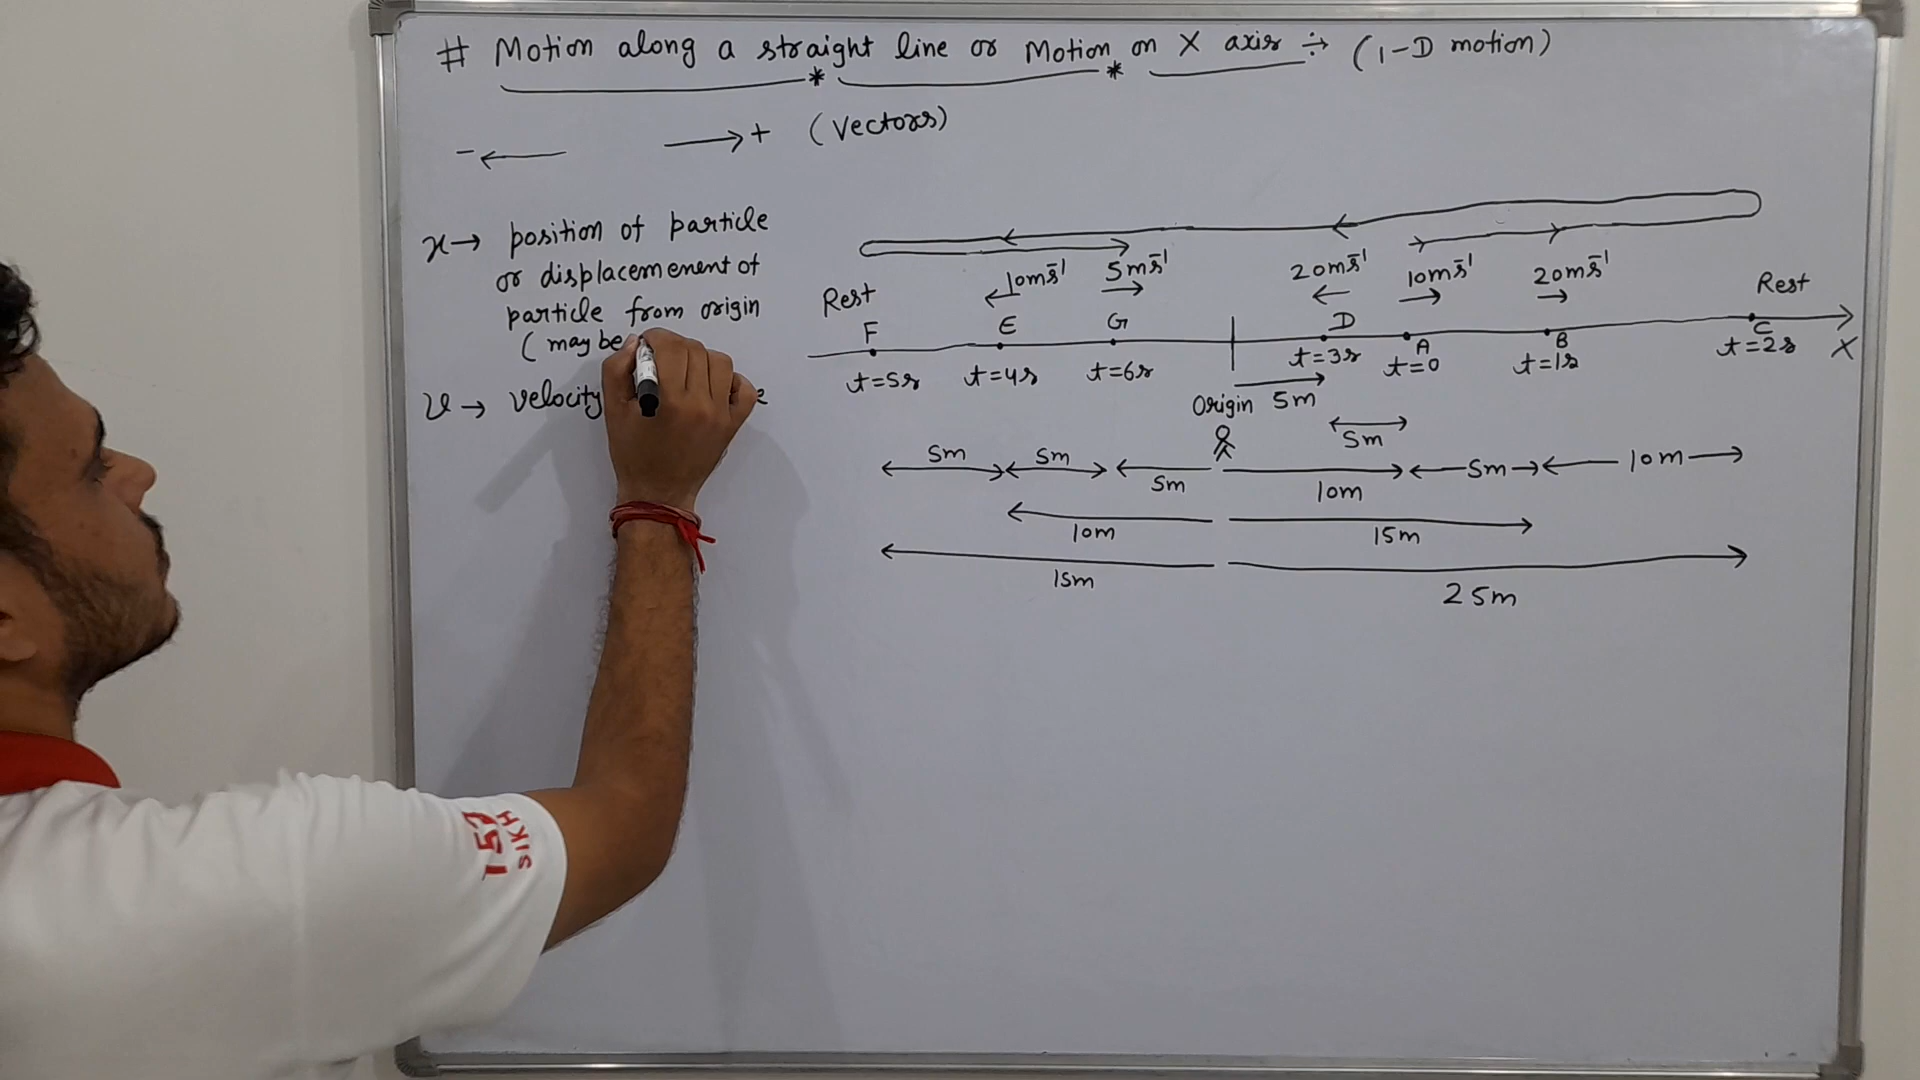 # Motion along a straight line or Motion on X axis ÷ (1-D motion)
- ← → + (Vectors)
x → position of particle
or displacemenent of
particle from origin
( may be
v → velocity
Rest
10ms⁻¹ 5ms⁻¹ 20ms⁻¹ 10ms⁻¹ 20ms⁻¹
Rest
F E G D A B C X
t=5s t=4s t=6s t=3s t=0 t=1s t=2s
Origin 5m
5m
5m 5m 5m 10m 5m 10m
10m 15m
15m 25m
157
SIKH